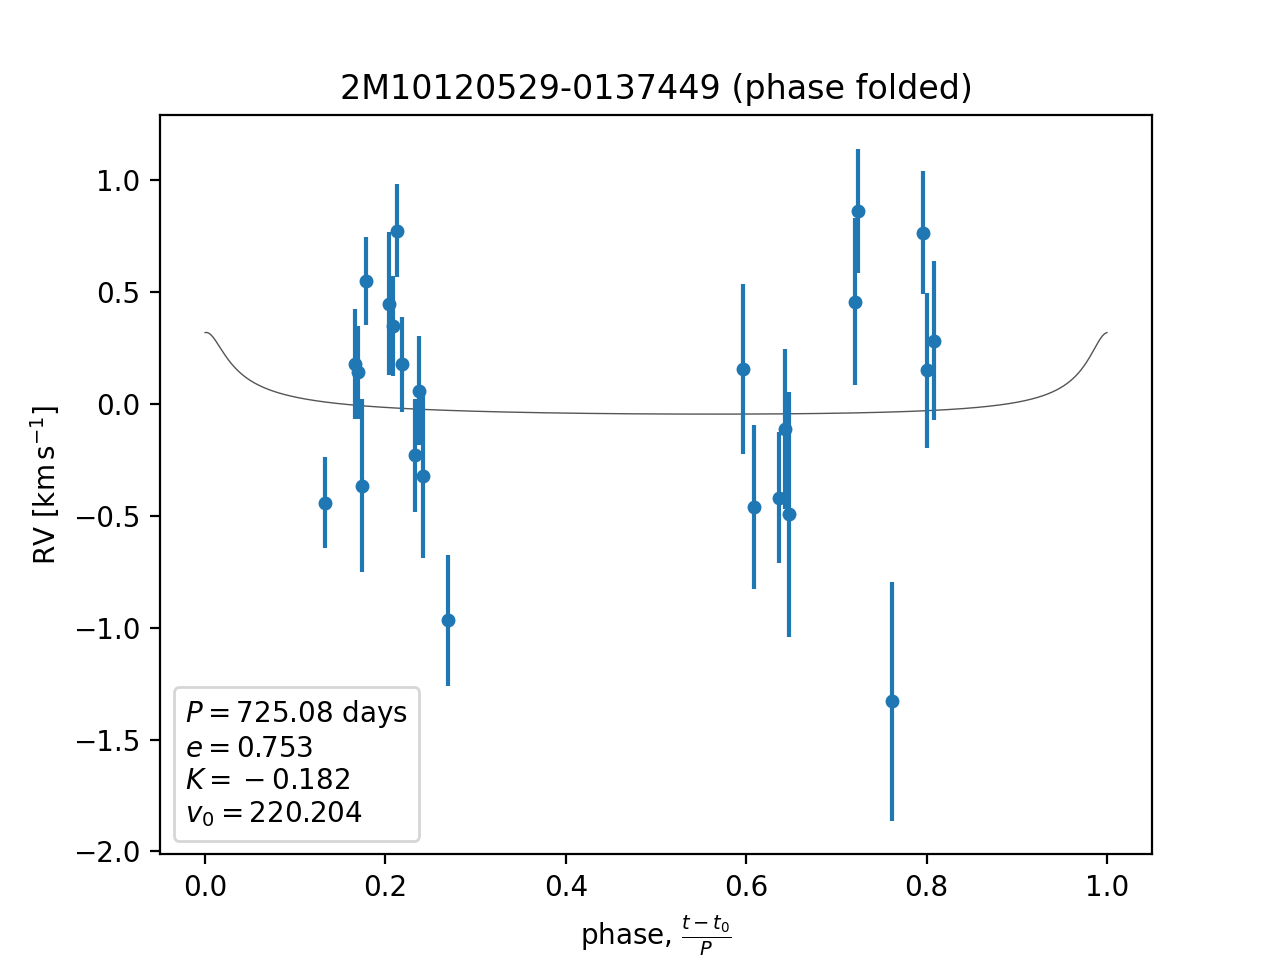 2M10120529-0137449 (phase folded)
RV [km s⁻¹]
1.0
0.5
0.0
−0.5
−1.0
−1.5
−2.0
P = 725.08 days
e = 0.753
K = −0.182
v₀ = 220.204
0.0 0.2 0.4 0.6 0.8 1.0
phase, (t − t₀)/P